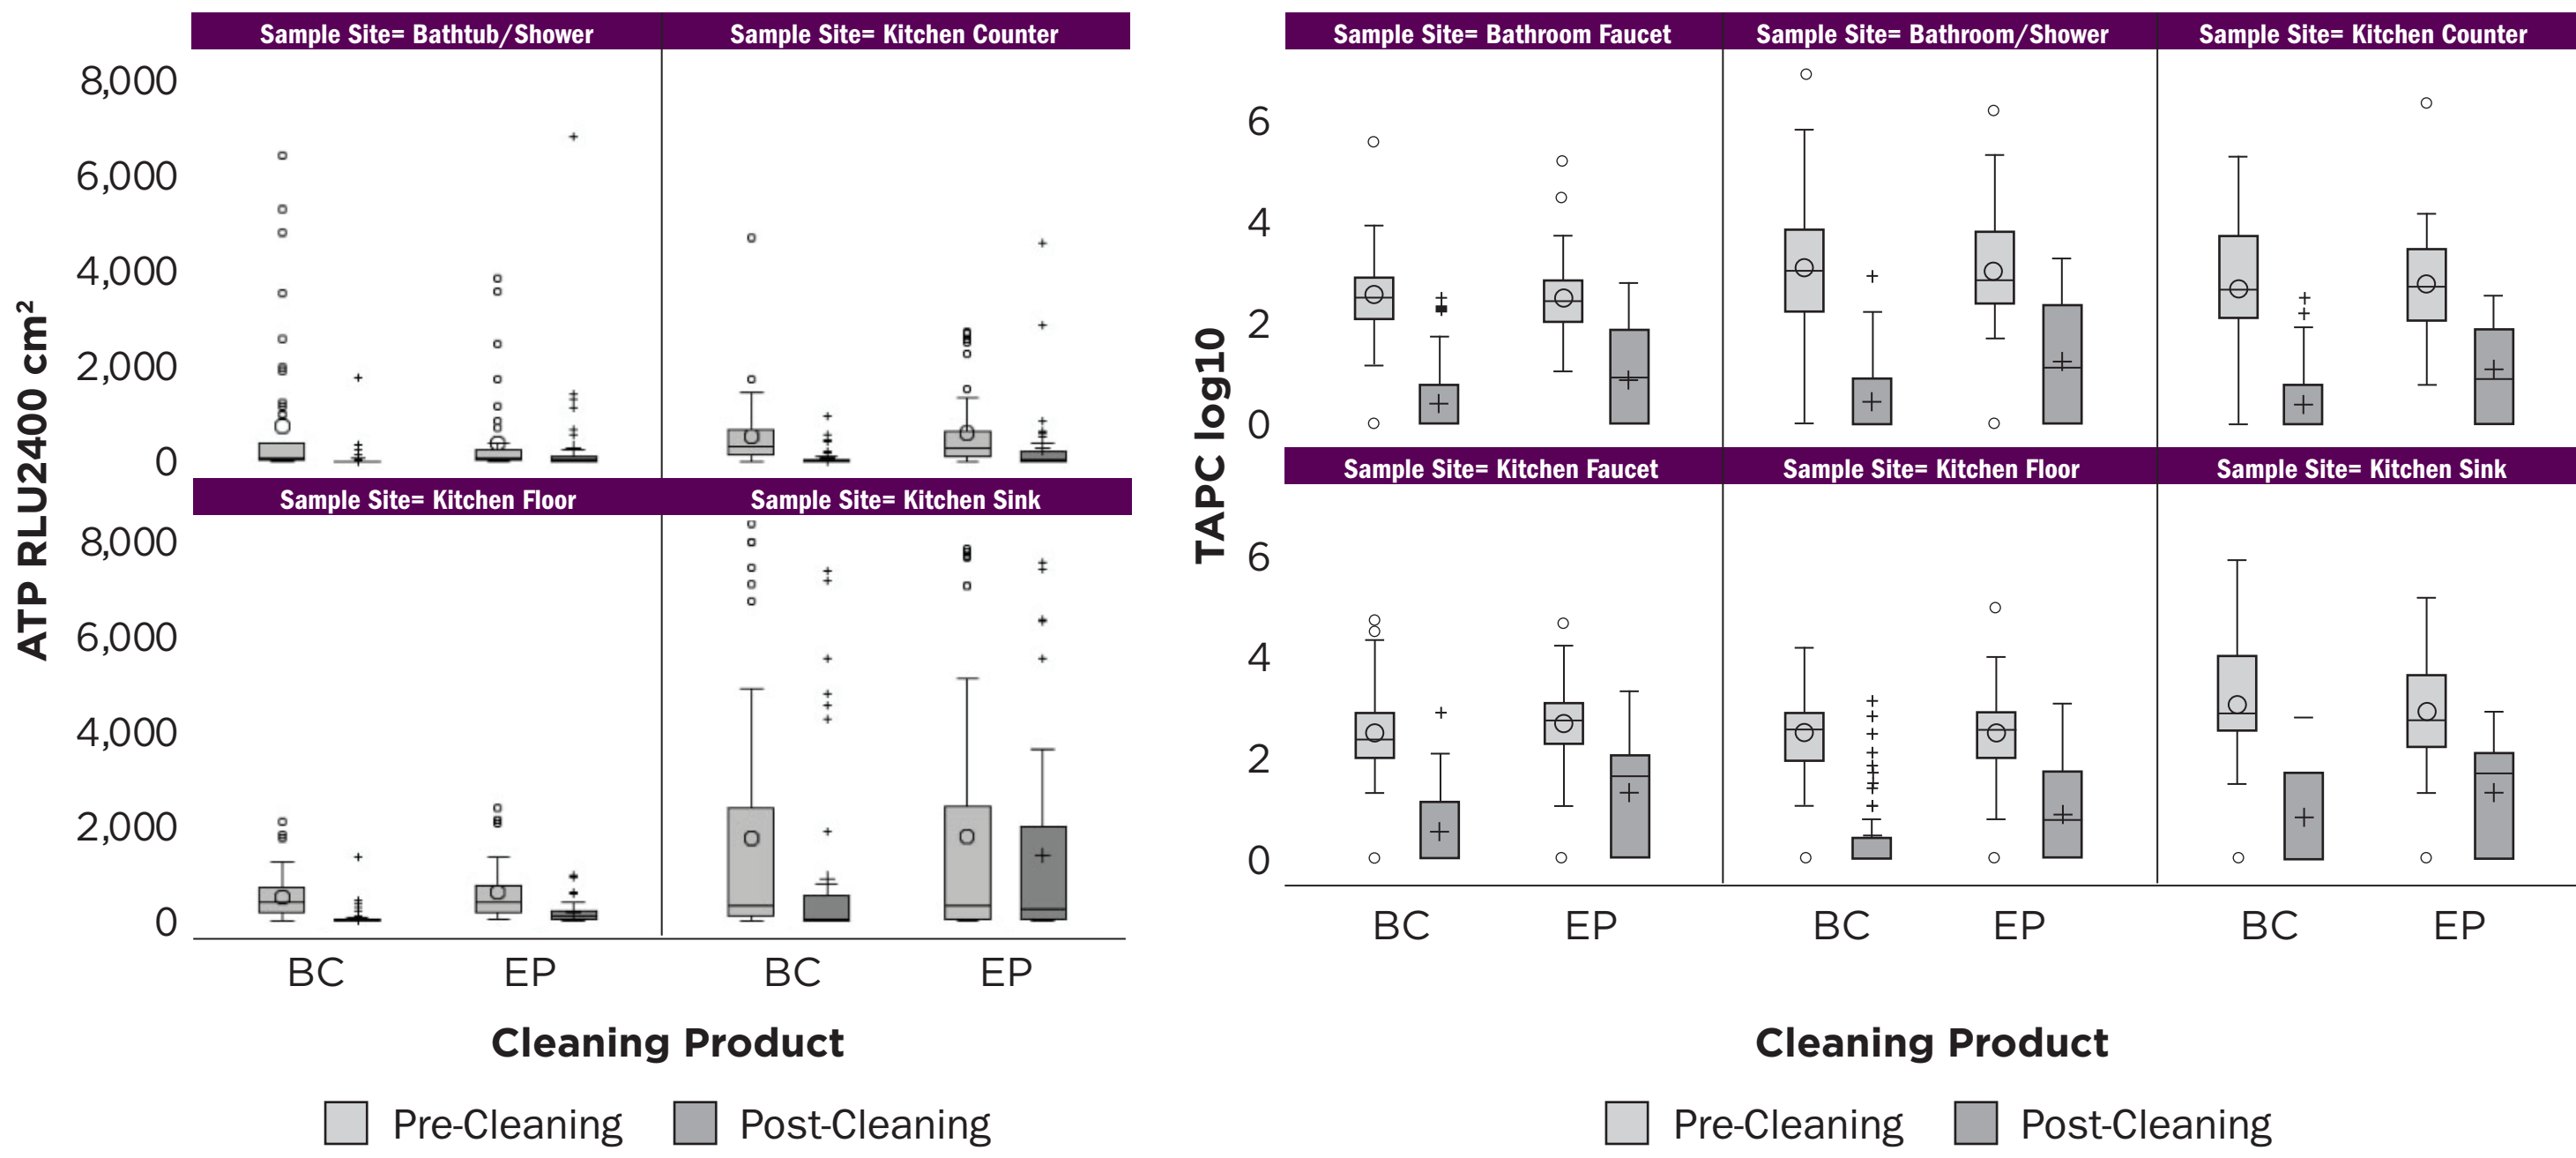 Sample Site= Bathtub/Shower
Sample Site= Kitchen Counter
8,000
6,000
4,000
2,000
0
Sample Site= Kitchen Floor
Sample Site= Kitchen Sink
8,000
6,000
4,000
2,000
0
ATP RLU2400 cm²
BC
EP
BC
EP
Cleaning Product
Pre-Cleaning
Post-Cleaning
Sample Site= Bathroom Faucet
Sample Site= Bathroom/Shower
Sample Site= Kitchen Counter
6
4
2
0
Sample Site= Kitchen Faucet
Sample Site= Kitchen Floor
Sample Site= Kitchen Sink
6
4
2
0
TAPC log10
BC
EP
BC
EP
BC
EP
Cleaning Product
Pre-Cleaning
Post-Cleaning